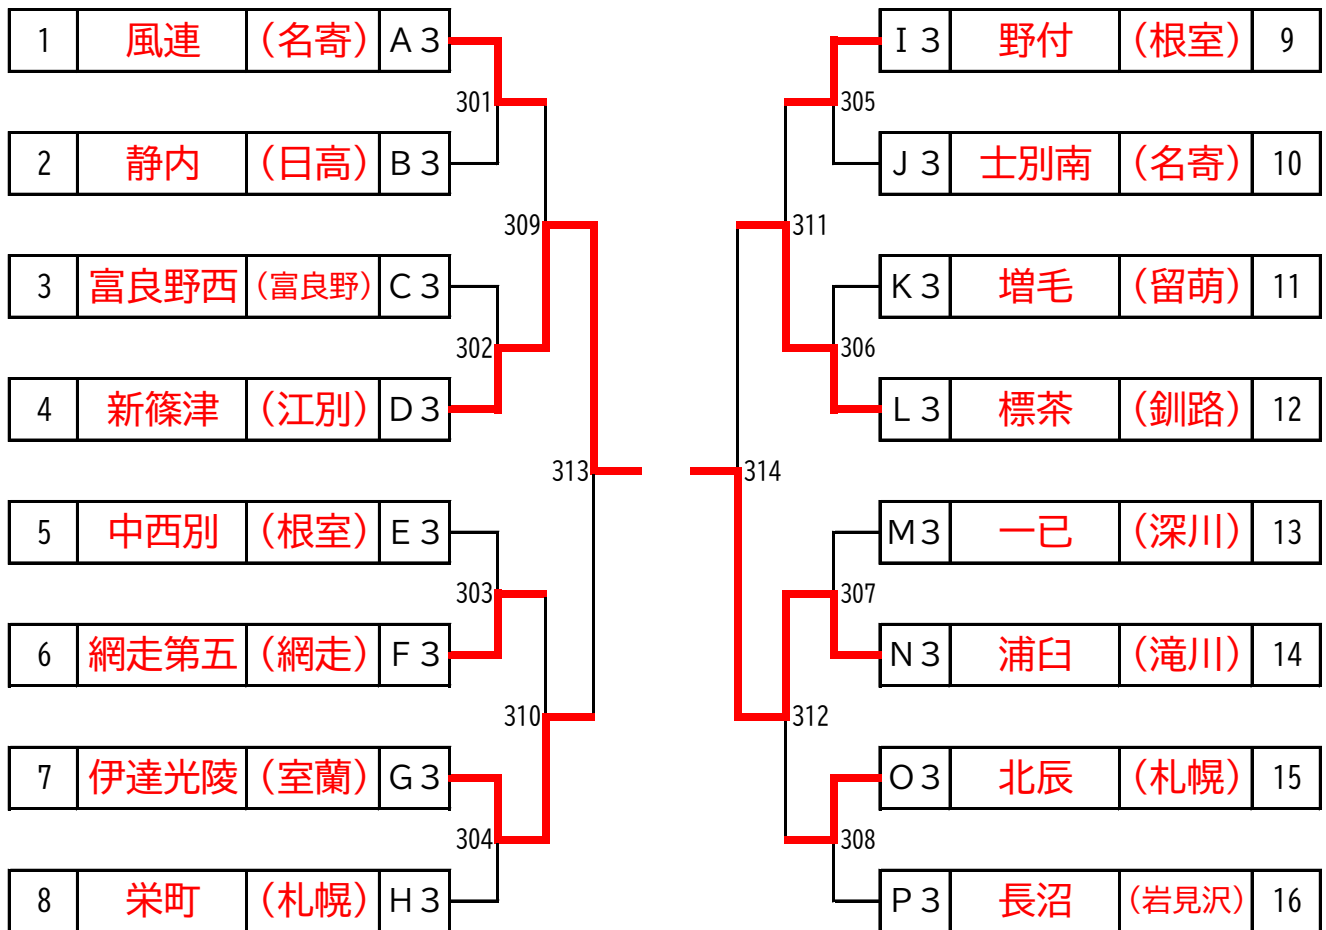 1 風連 (名寄) A3
I3 野付 (根室) 9
301
305
2 静内 (日高) B3
J3 士別南 (名寄) 10
309
311
3 富良野西 (富良野) C3
K3 増毛 (留萌) 11
302
306
4 新篠津 (江別) D3
L3 標茶 (釧路) 12
313
314
5 中西別 (根室) E3
M3 一已 (深川) 13
303
307
6 網走第五 (網走) F3
N3 浦臼 (滝川) 14
310
312
7 伊達光陵 (室蘭) G3
O3 北辰 (札幌) 15
304
308
8 栄町 (札幌) H3
P3 長沼 (岩見沢) 16